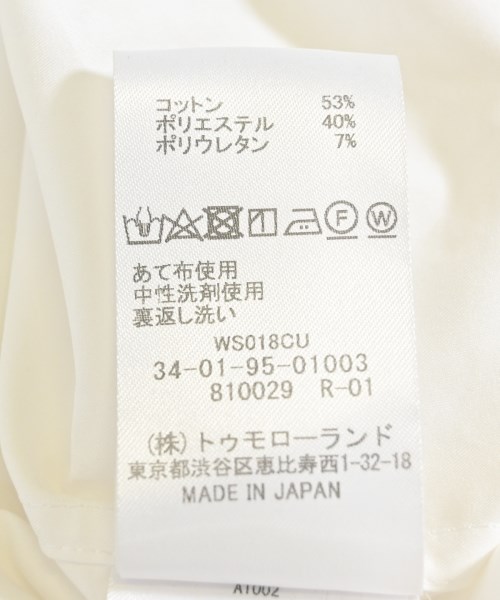 コットン 53%
ポリエステル 40%
ポリウレタン 7%
F W
あて布使用
中性洗剤使用
裏返し洗い
WS018CU
34-01-95-01003
810029 R-01
(株)トゥモローランド
東京都渋谷区恵比寿西1-32-18
MADE IN JAPAN
A1002